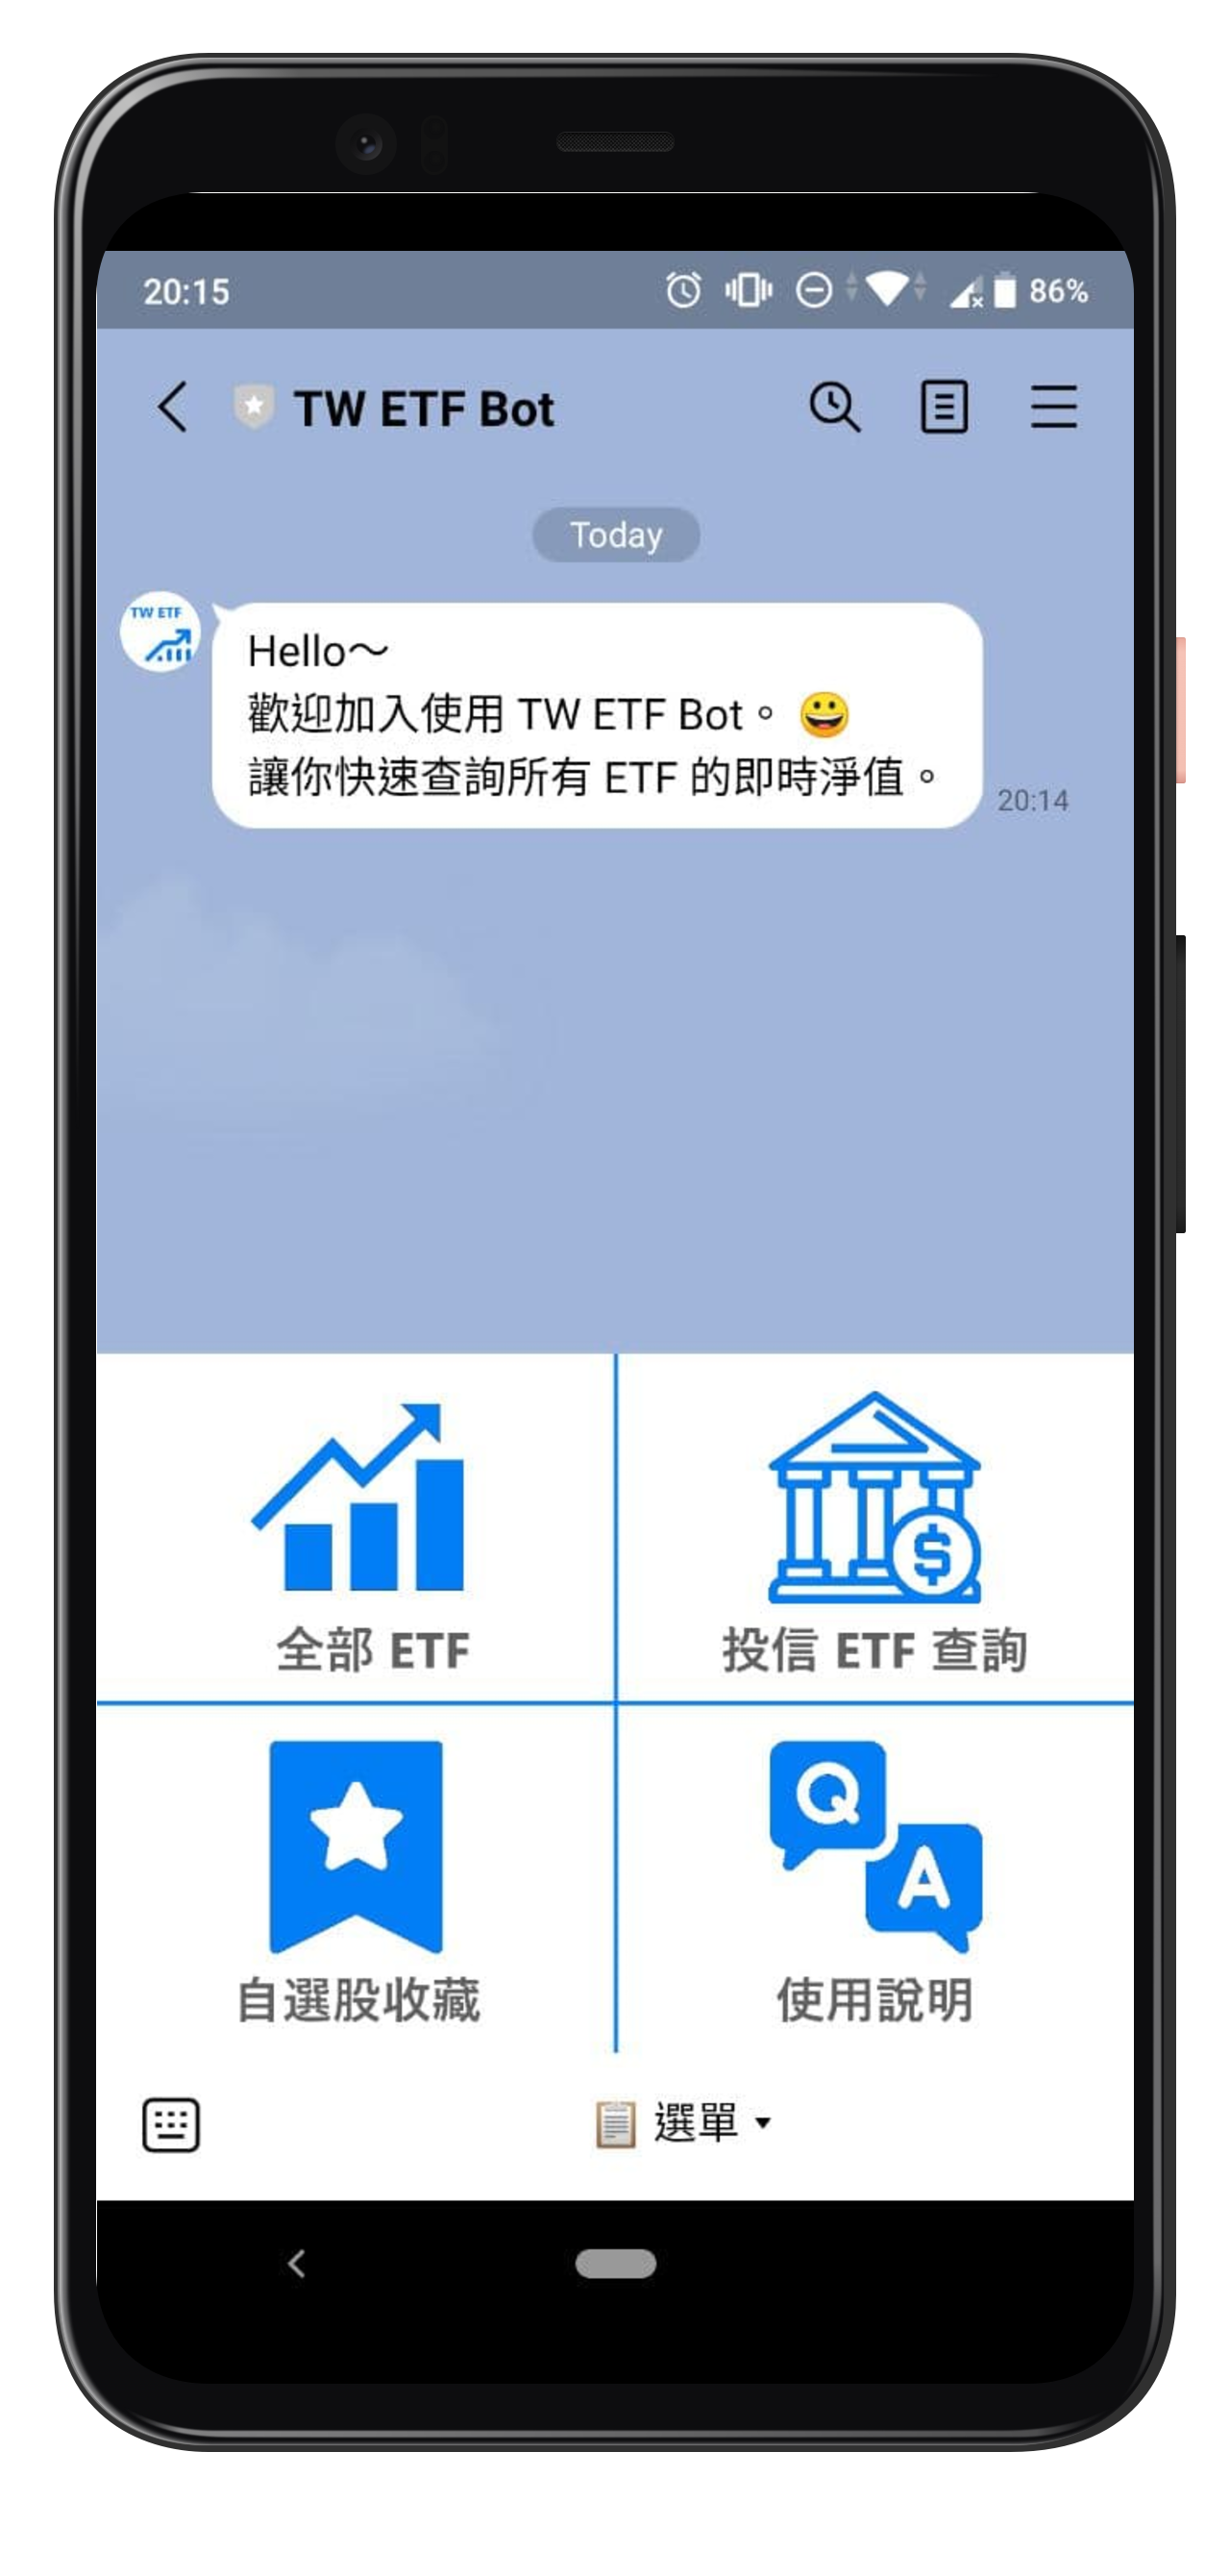 20:15
86%
TW ETF Bot
Today
TW ETF
Hello～
歡迎加入使用 TW ETF Bot。 😀
讓你快速查詢所有 ETF 的即時淨值。
20:14
$
全部 ETF
投信 ETF 查詢
Q
A
自選股收藏
使用說明
📋 選單 ▾